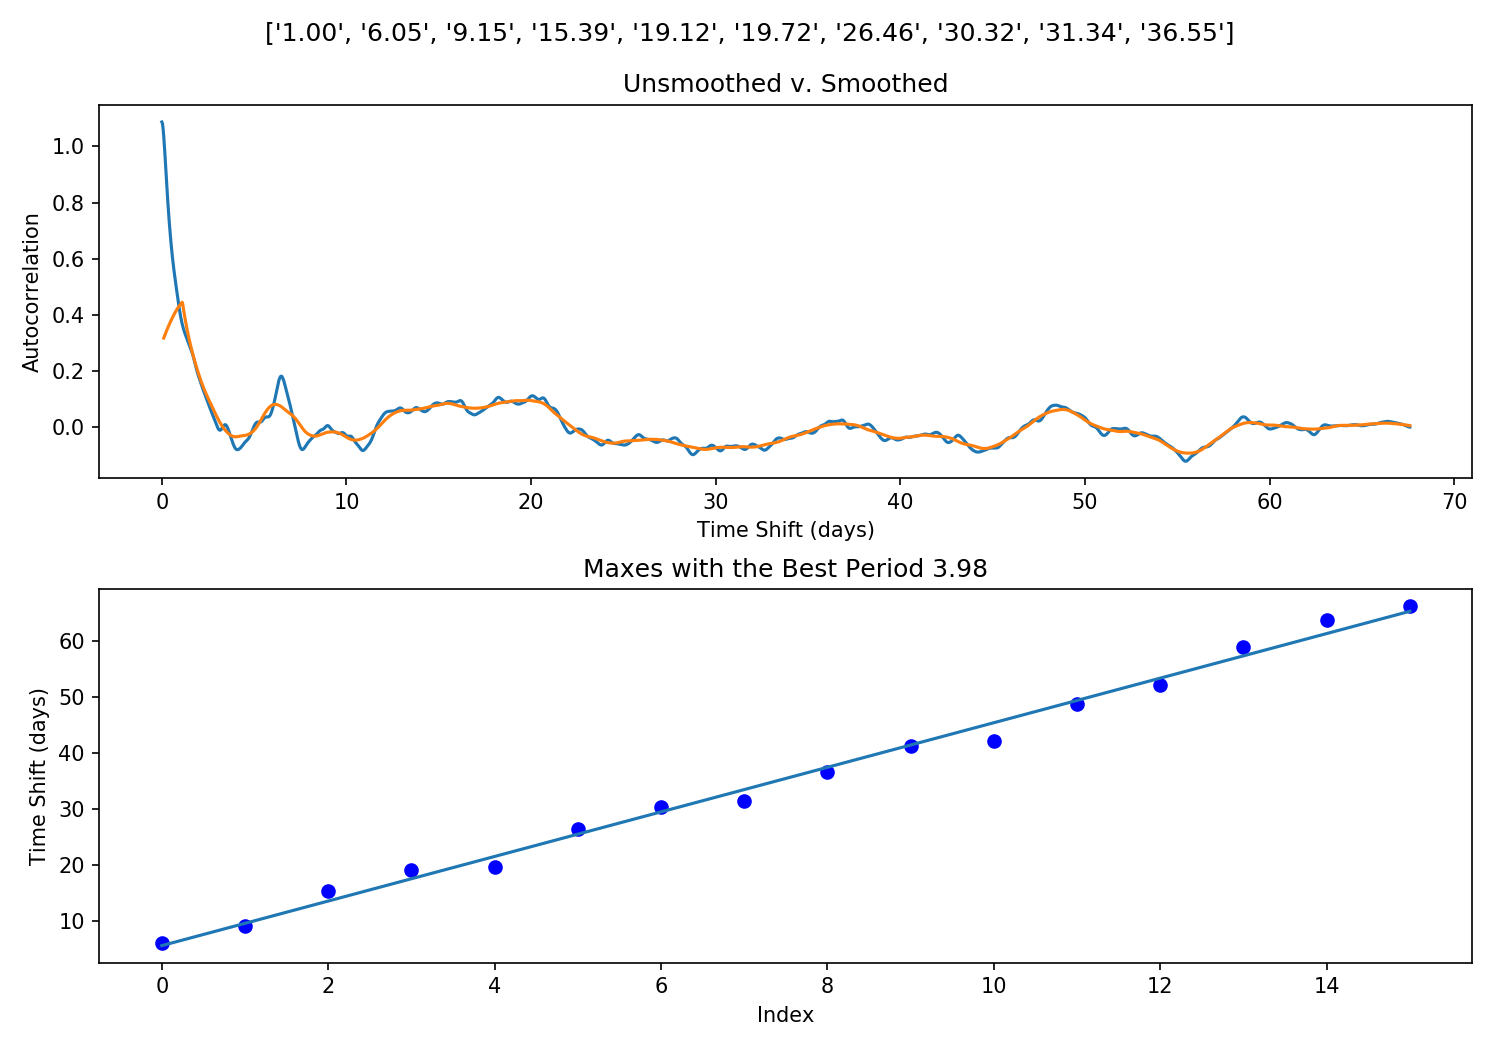 ['1.00', '6.05', '9.15', '15.39', '19.12', '19.72', '26.46', '30.32', '31.34', '36.55']
Unsmoothed v. Smoothed
1.0
0.8
0.6
0.4
0.2
0.0
Autocorrelation
0 10 20 30 40 50 60 70
Time Shift (days)
Maxes with the Best Period 3.98
60
50
40
30
20
10
Time Shift (days)
0 2 4 6 8 10 12 14
Index